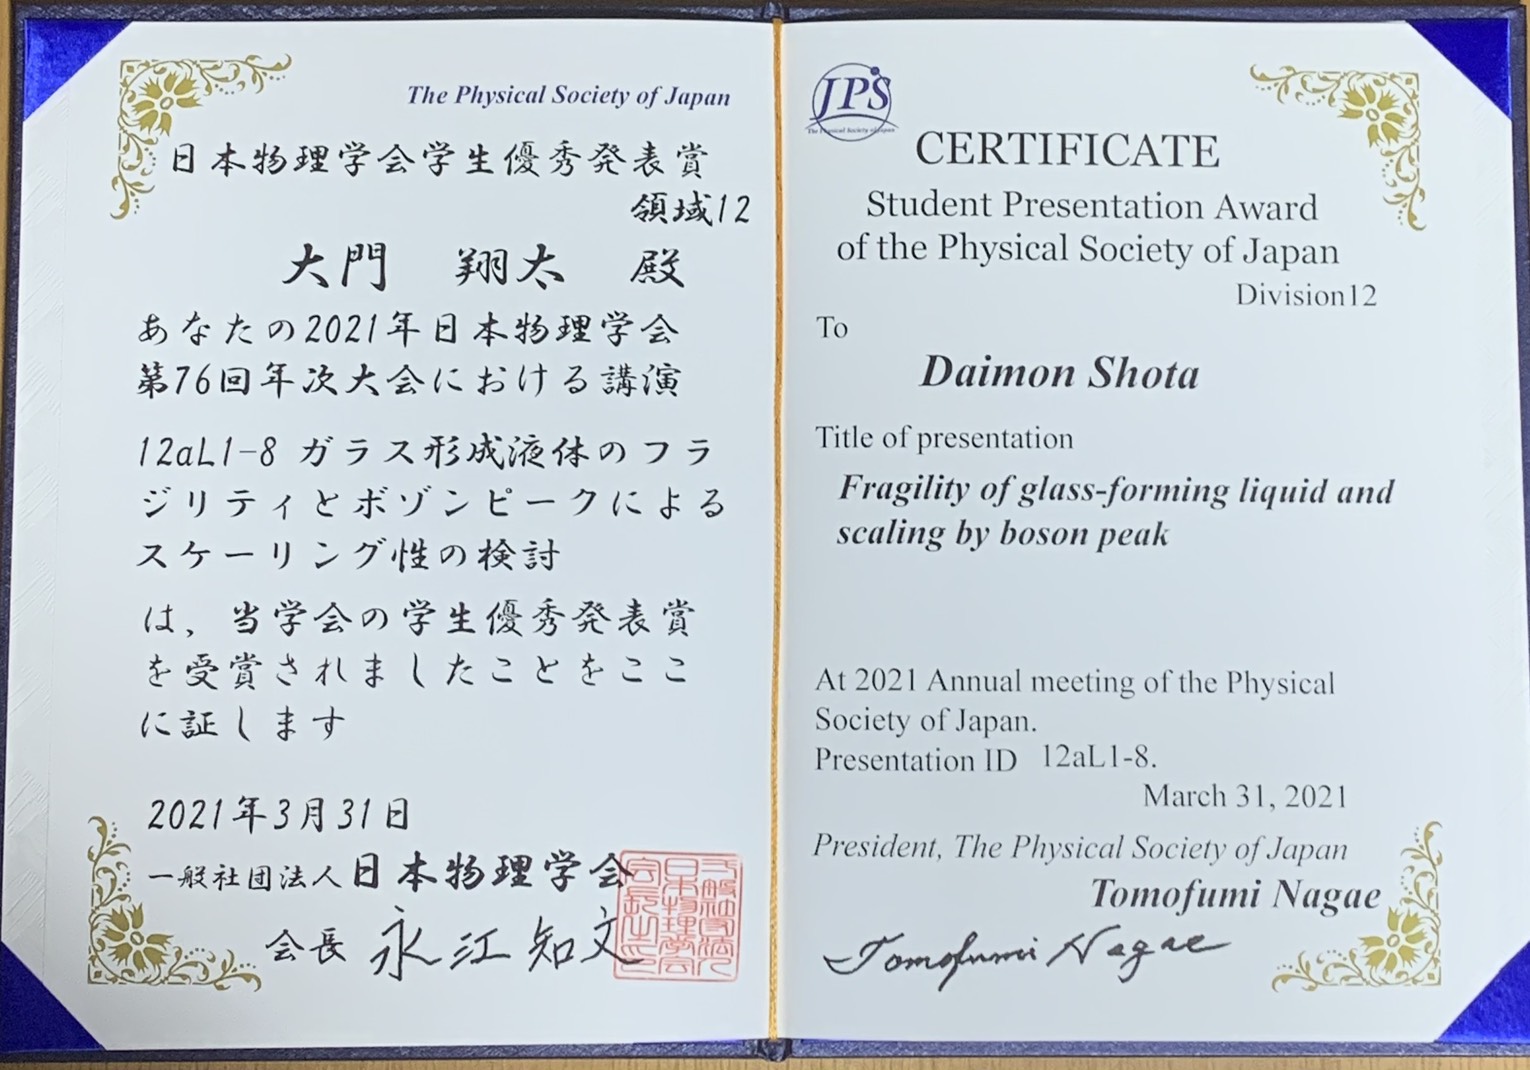 The Physical Society of Japan
日本物理学会学生優秀発表賞
領域12
大門 翔太 殿
あなたの2021年日本物理学会
第76回年次大会における講演
12aL1-8 ガラス形成液体のフラ
ジリティとボゾンピークによる
スケーリング性の検討
は，当学会の学生優秀発表賞
を受賞されましたことをここ
に証します
2021年3月31日
一般社団法人日本物理学会
会長 永江知文
JPS
The Physical Society of Japan
CERTIFICATE
Student Presentation Award
of the Physical Society of Japan
Division12
To
Daimon Shota
Title of presentation
Fragility of glass-forming liquid and
scaling by boson peak
At 2021 Annual meeting of the Physical
Society of Japan.
Presentation ID 12aL1-8.
March 31, 2021
President, The Physical Society of Japan
Tomofumi Nagae
Tomofumi Nagae